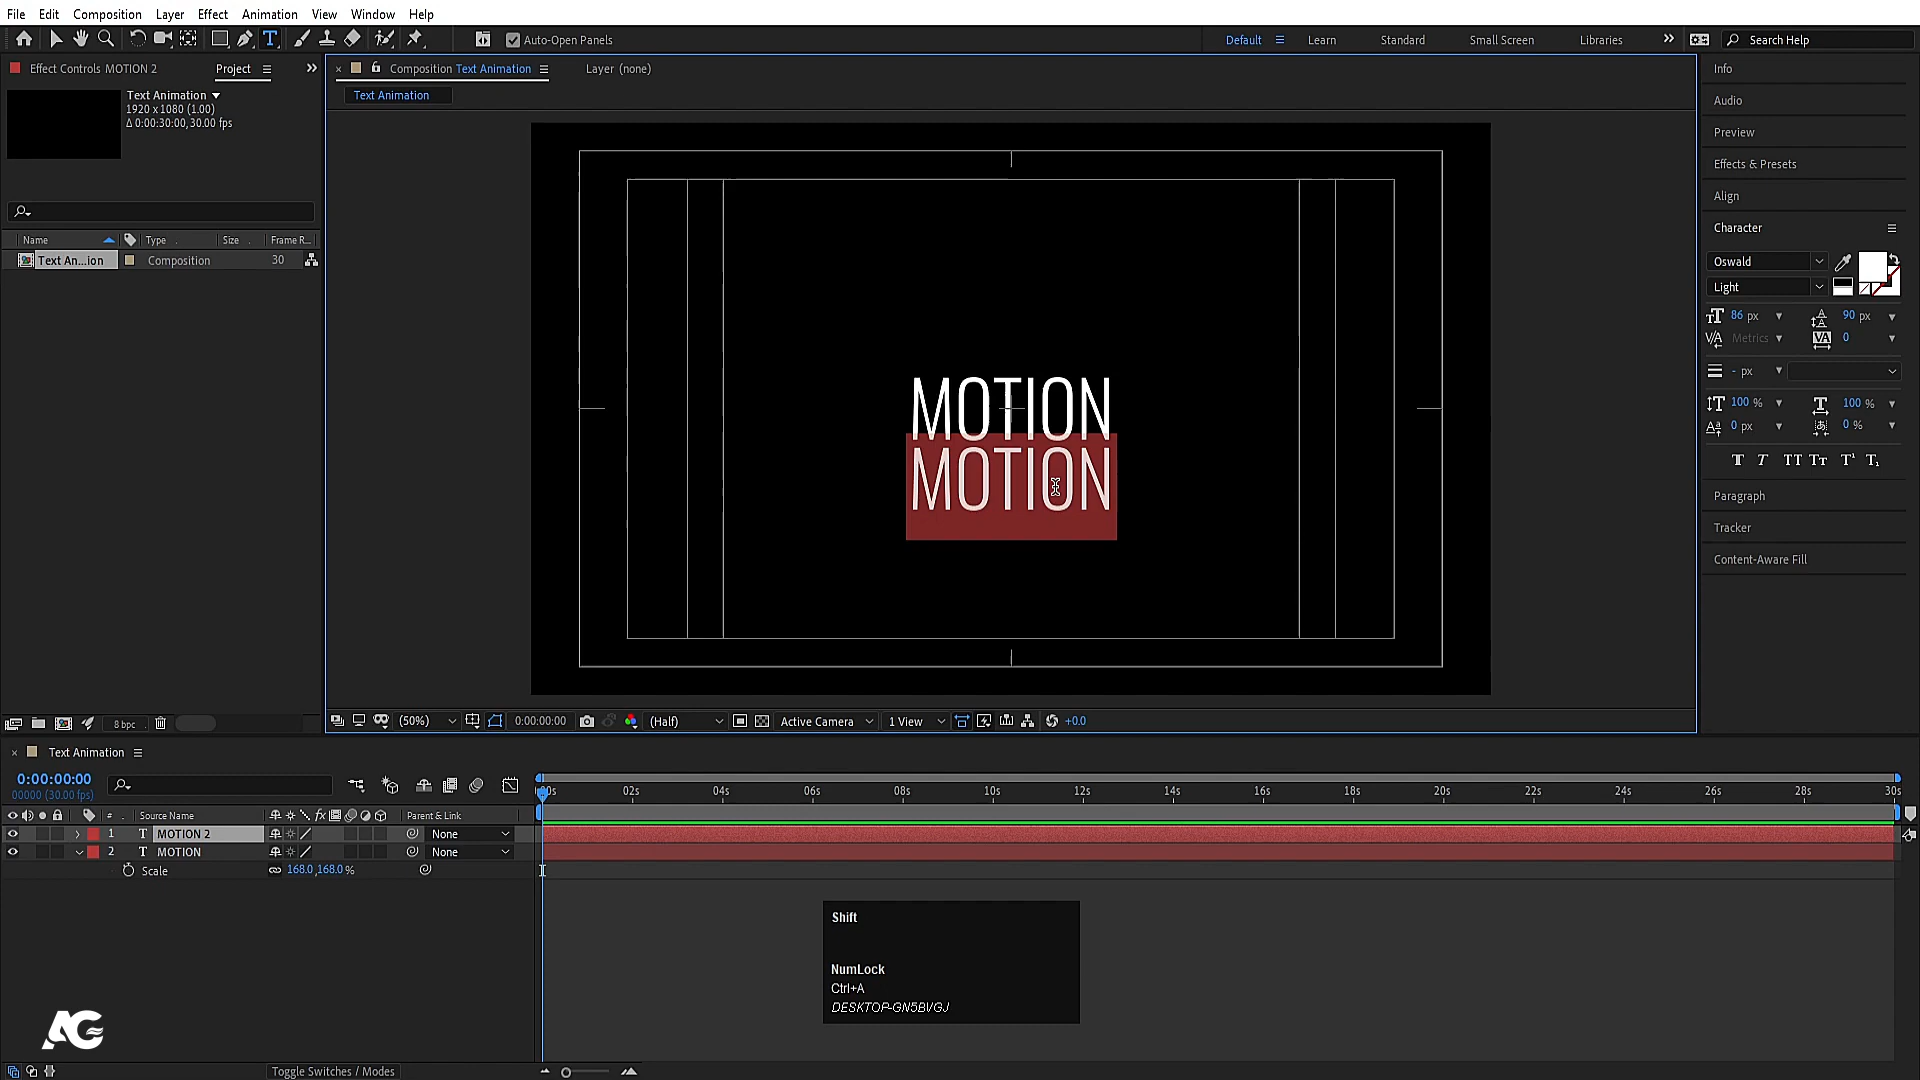 File Edit Composition Layer Effect Animation View Window Help
Auto-Open Panels
Default Learn Standard Small Screen Libraries Search Help
Effect Controls MOTION 2 Project
Composition Text Animation Layer (none)
Text Animation
Text Animation
1920 x 1080 (1.00)
Δ 0:00:30:00, 30.00 fps
Name Type Size Frame R...
Text An...ion Composition 30
MOTION
MOTION
Info
Audio
Preview
Effects & Presets
Align
Character
Oswald
Light
86 px 90 px
Metrics 0
- px
100 % 100 %
0 px 0 %
T T TT Tт T¹ T₁
Paragraph
Tracker
Content-Aware Fill
8 bpc
(50%) 0:00:00:00 (Half) Active Camera 1 View +0.0
Text Animation
0:00:00:00
00000 (30.00 fps)
02s 04s 06s 08s 10s 12s 14s 16s 18s 20s 22s 24s 26s 28s 30s
# Source Name fx Parent & Link
1 T MOTION 2 None
2 T MOTION None
Scale 168.0,168.0 %
Shift
NumLock
Ctrl+A
DESKTOP-GN5BVGJ
AG
Toggle Switches / Modes